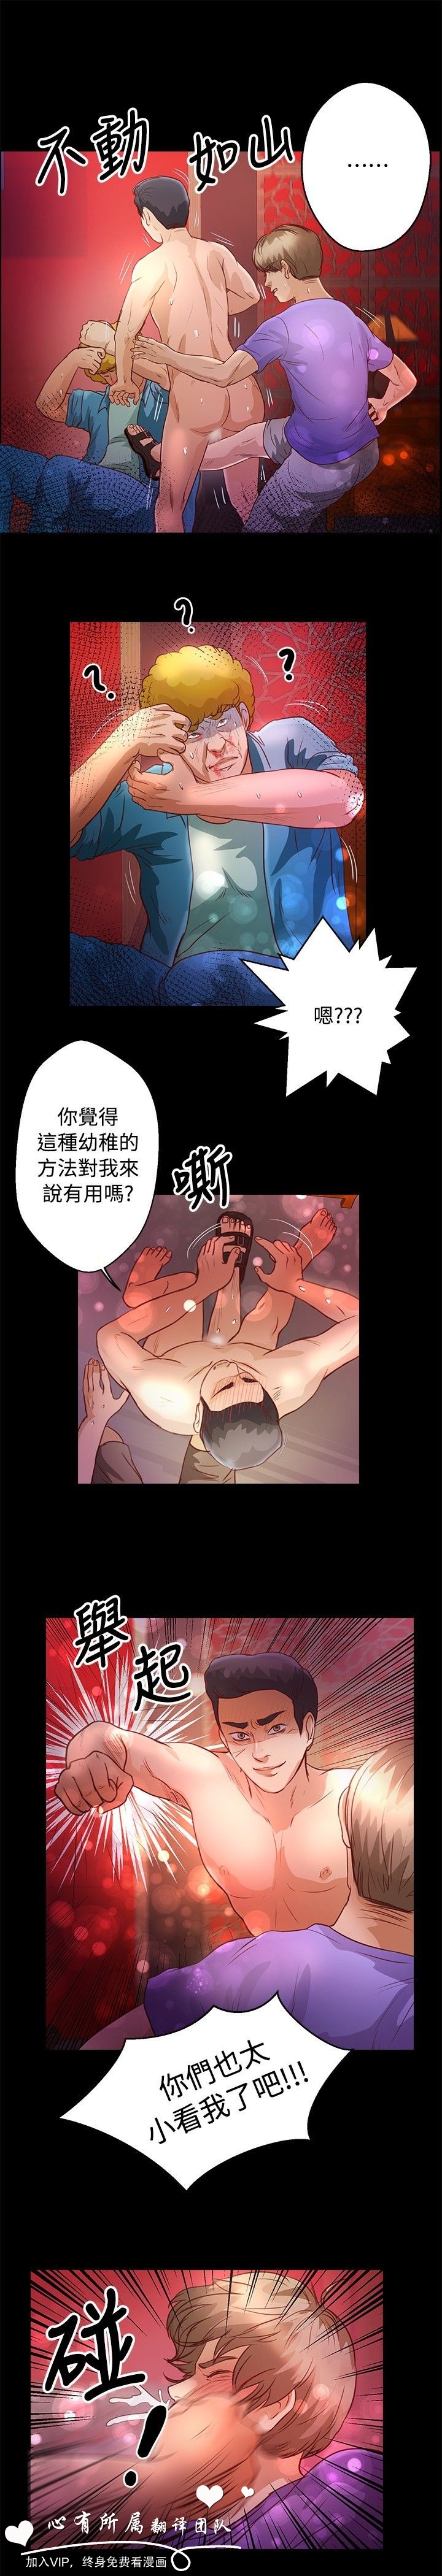 不動 如山
……
?
?
?
嗯???
你覺得
這種幼稚的
方法對我來
說有用嗎?
嘶
舉起
你們也太
小看我了吧!!!
碰!
心有所属翻译团队
加入VIP，终身免费看漫画